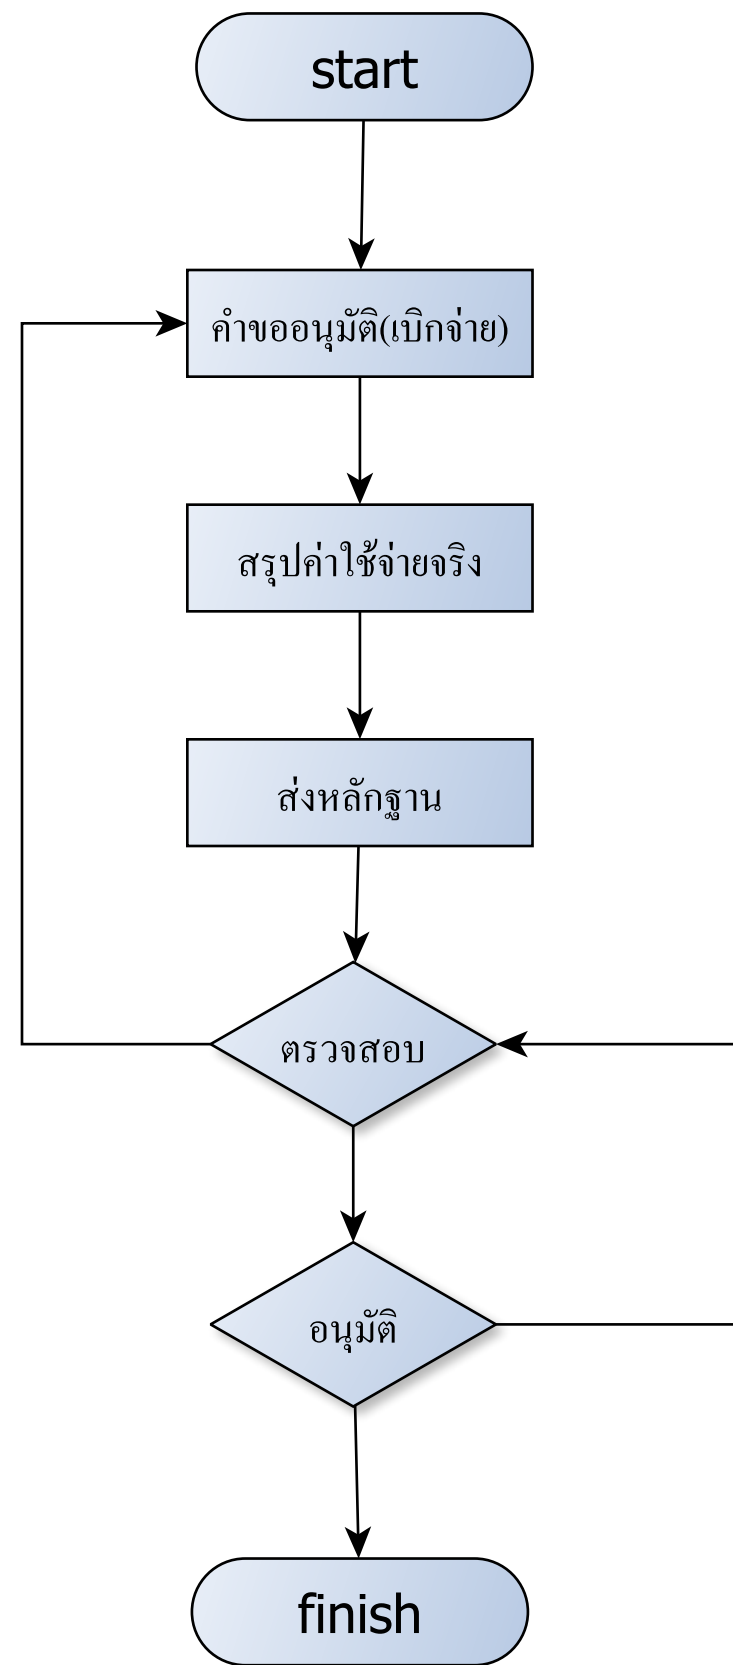 start
คำขออนุมัติ(เบิกจ่าย)
สรุปค่าใช้จ่ายจริง
ส่งหลักฐาน
ตรวจสอบ
อนุมัติ
finish